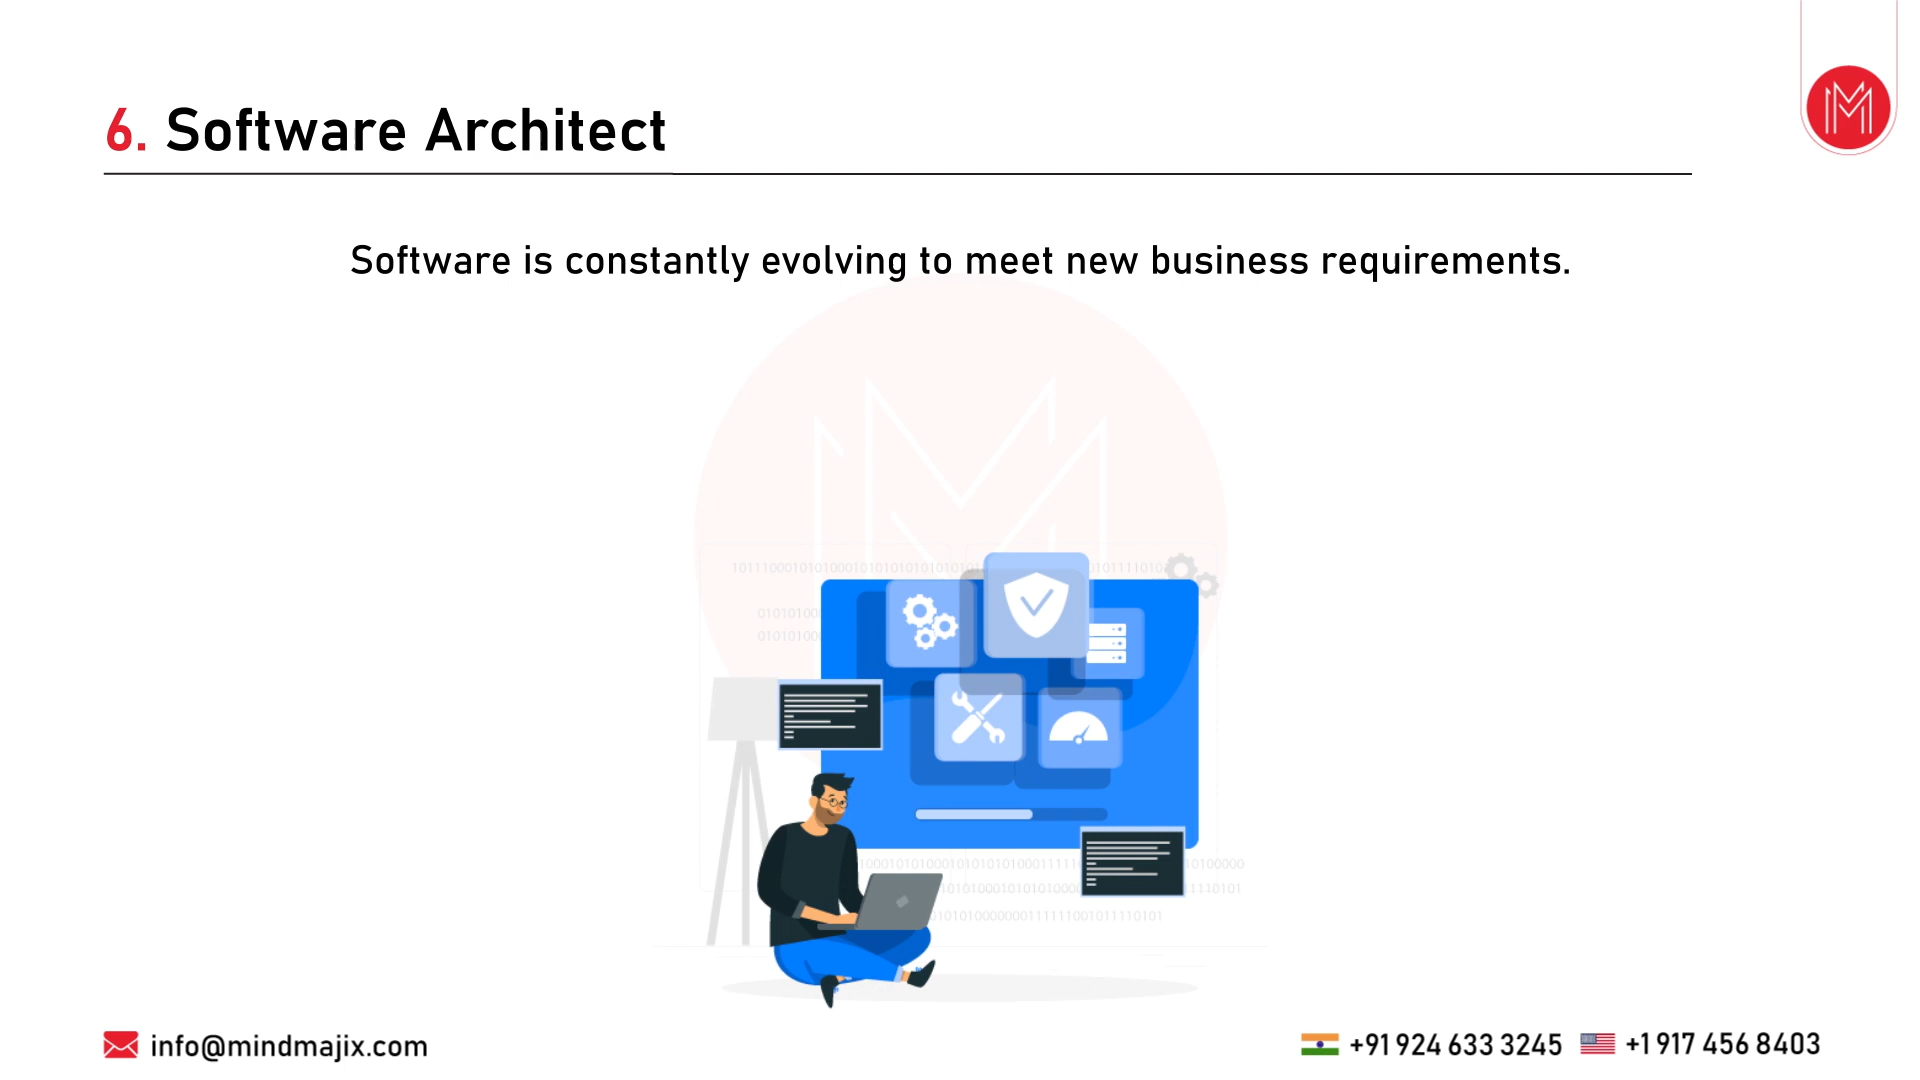 6. Software Architect
Software is constantly evolving to meet new business requirements.
info@mindmajix.com
+91 924 633 3245
+1 917 456 8403